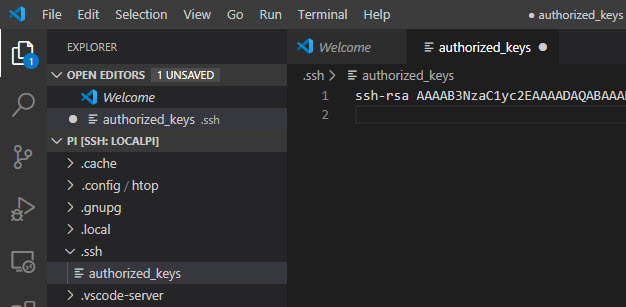 File Edit Selection View Go Run Terminal Help authorized_keys
EXPLORER
OPEN EDITORS 1 UNSAVED
Welcome
authorized_keys .ssh
PI [SSH: LOCALPI]
.cache
.config / htop
.gnupg
.local
.ssh
authorized_keys
.vscode-server
Welcome authorized_keys
.ssh > authorized_keys
1 ssh-rsa AAAAB3NzaC1yc2EAAAADAQABAAA
2
1